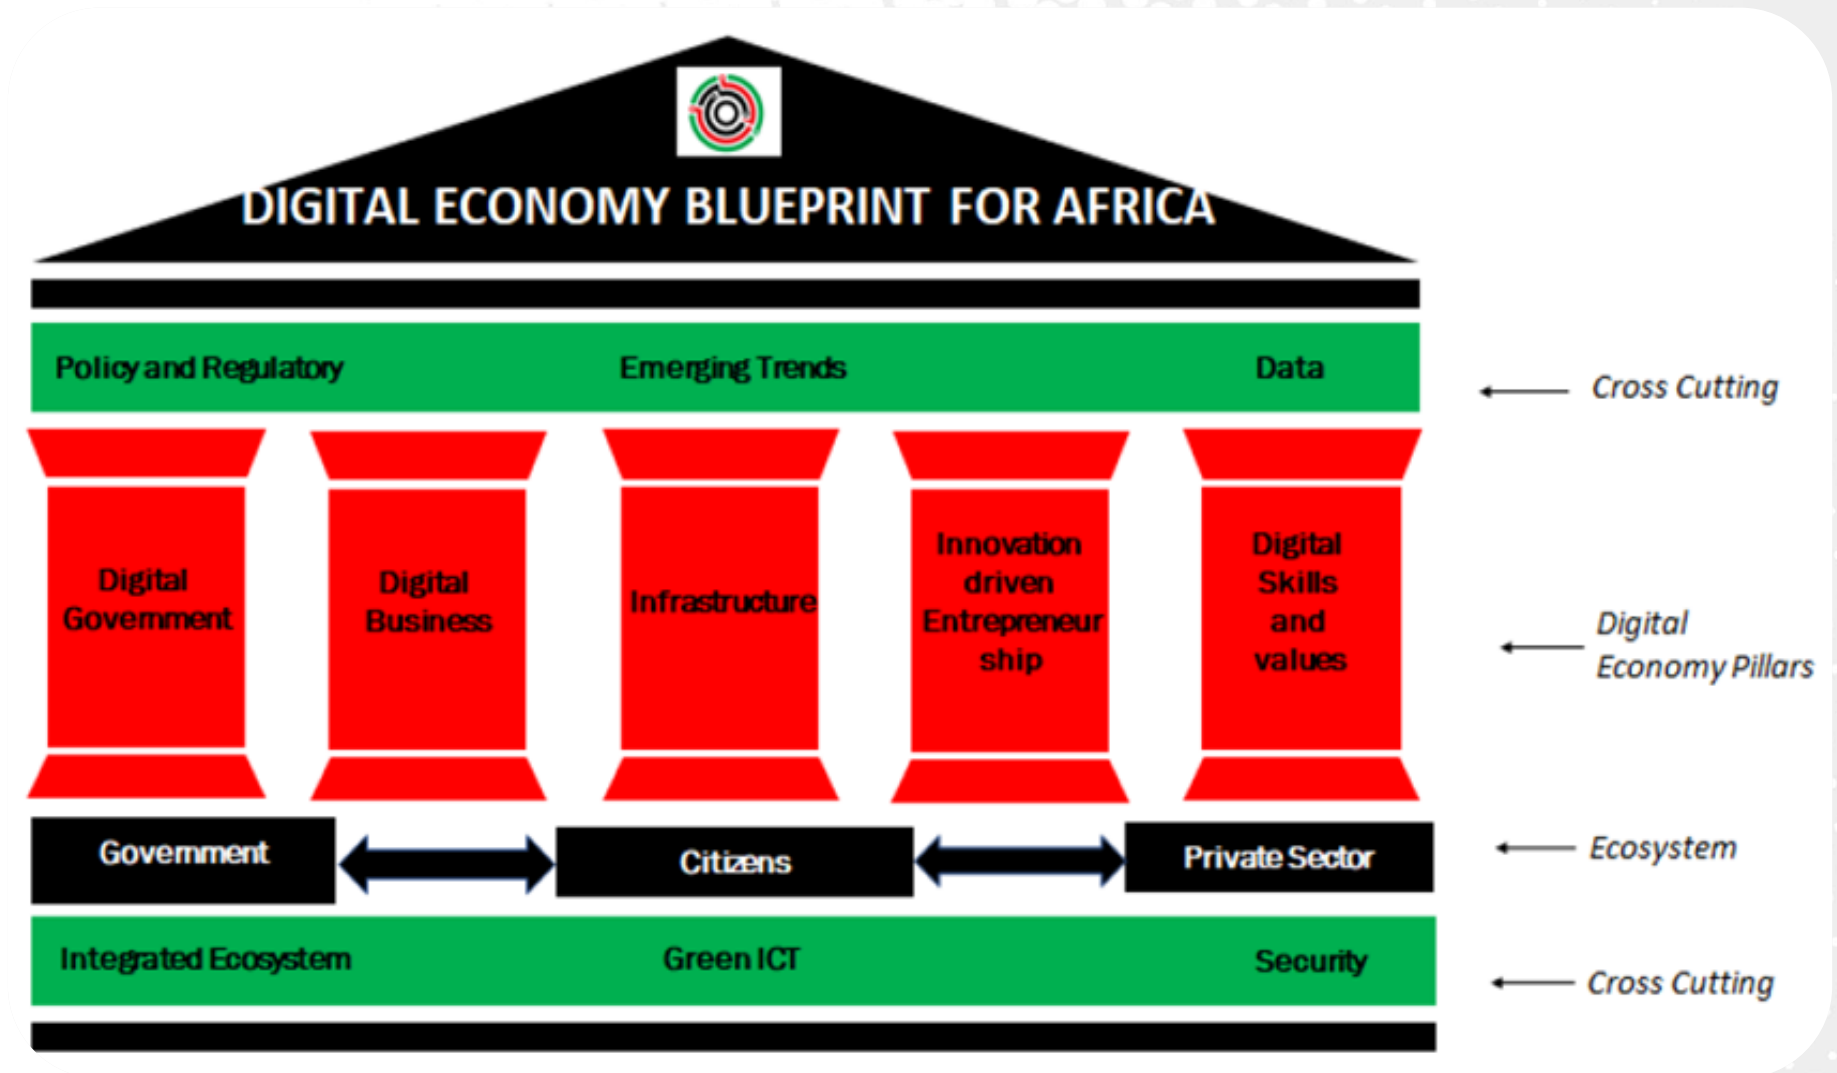 DIGITAL ECONOMY BLUEPRINT FOR AFRICA
Policy and Regulatory
Emerging Trends
Data
Cross Cutting
Digital
Government
Digital
Business
Infrastructure
Innovation
driven
Entrepreneur
ship
Digital
Skills
and
values
Digital
Economy Pillars
Government
Citizens
Private Sector
Ecosystem
Integrated Ecosystem
Green ICT
Security
Cross Cutting